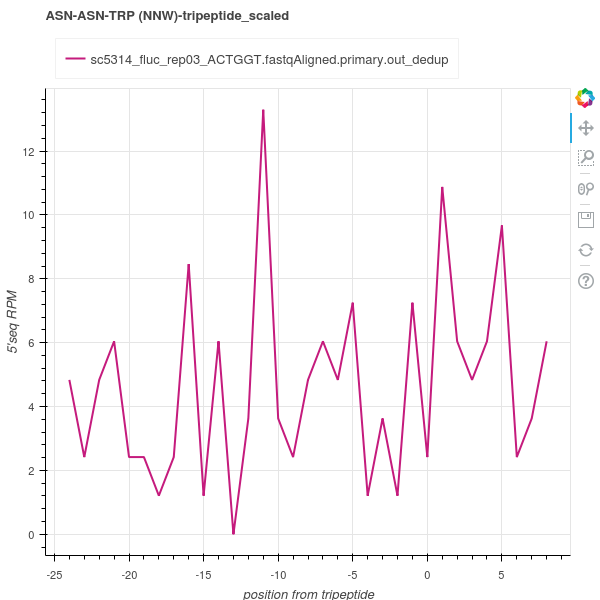 ASN-ASN-TRP (NNW)-tripeptide_scaled
sc5314_fluc_rep03_ACTGGT.fastqAligned.primary.out_dedup
12
10
8
6
4
2
0
5'seq RPM
-25 -20 -15 -10 -5 0 5
position from tripeptide